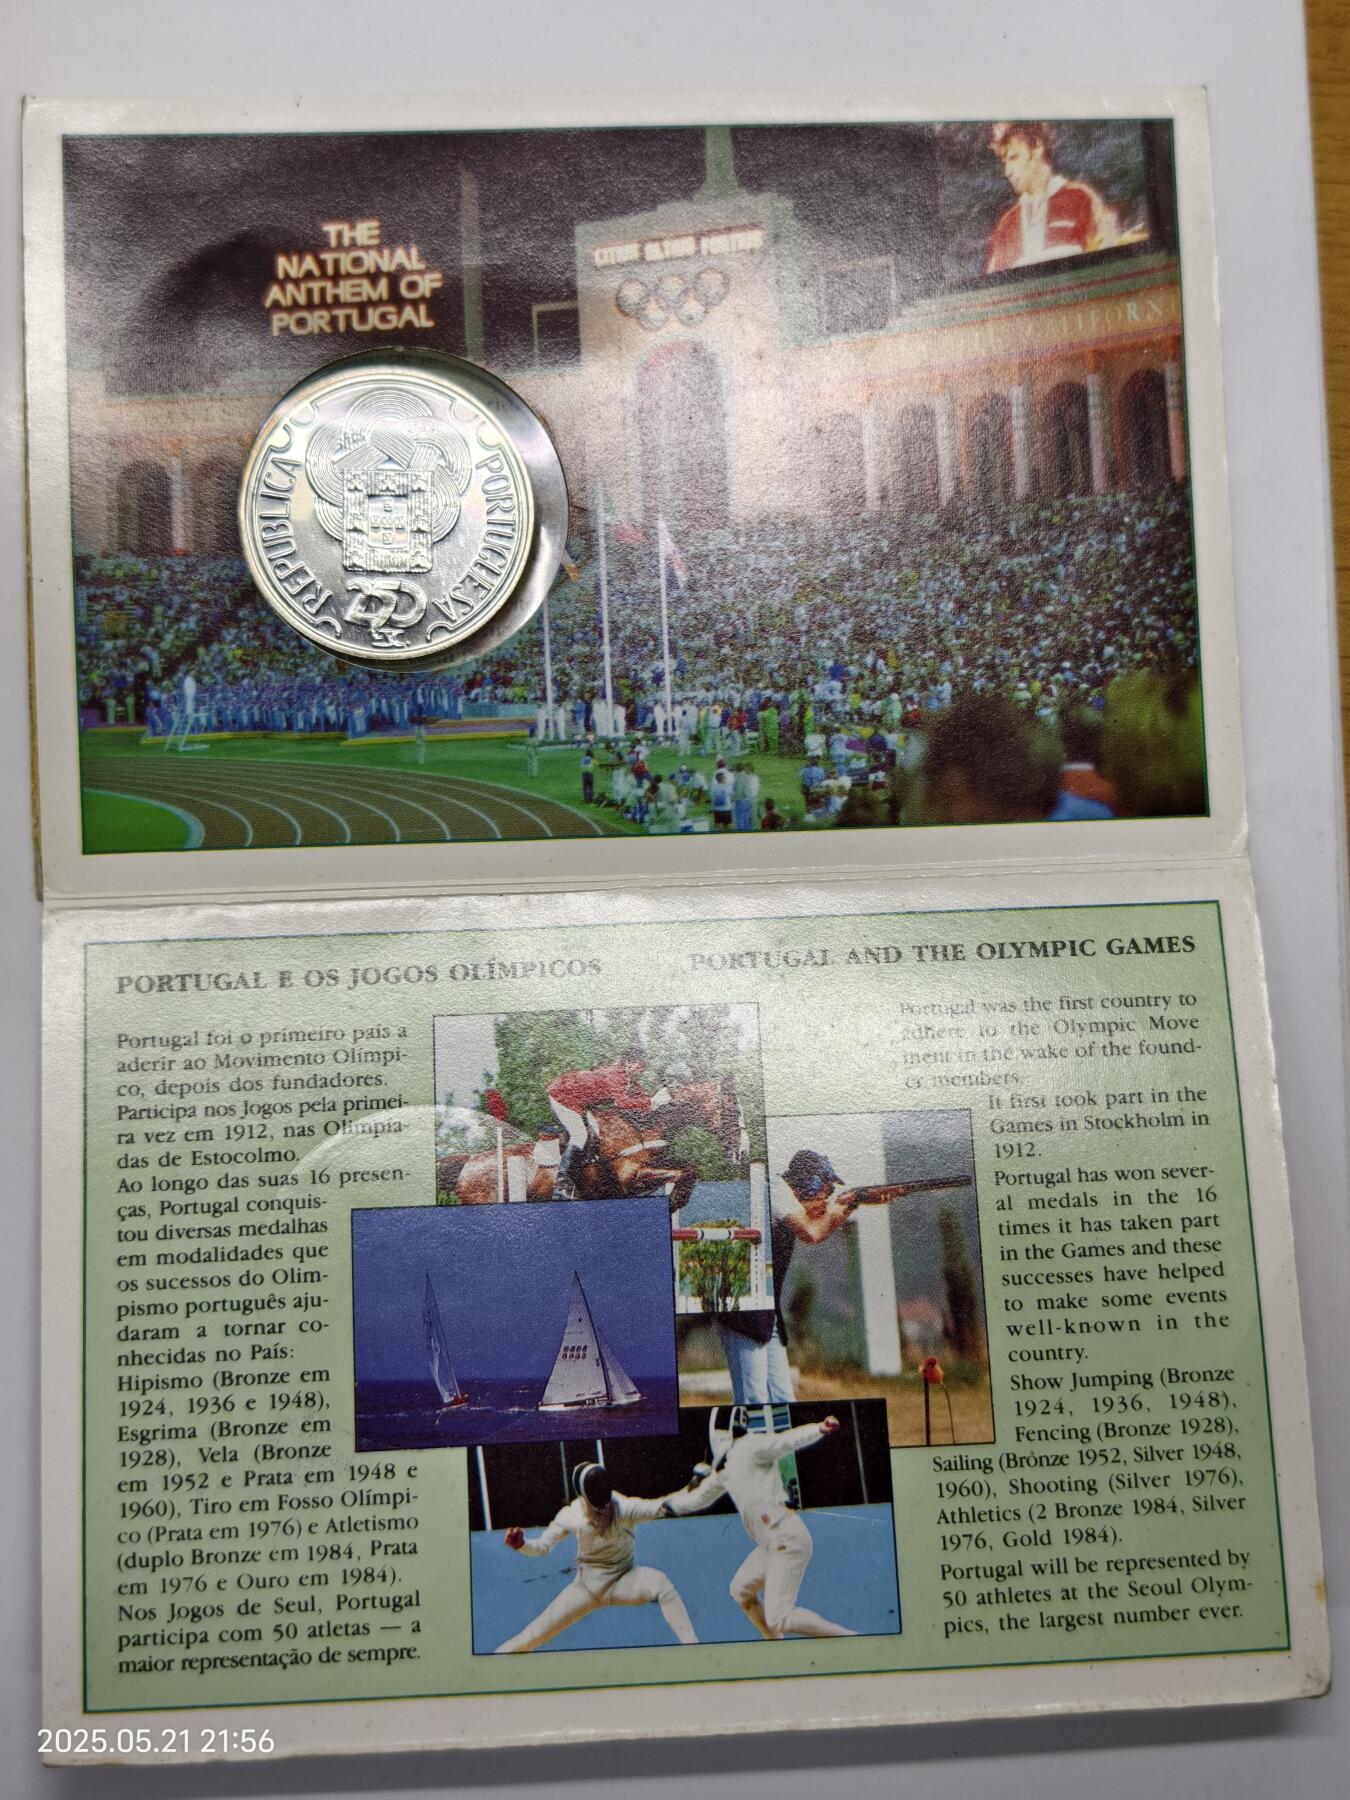 THE
NATIONAL
ANTHEM OF
PORTUGAL
CALIFORN
REPUBLICA PORTUGUESA
250
PORTUGAL E OS JOGOS OLÍMPICOS
Portugal foi o primeiro país a
aderir ao Movimento Olímpi-
co, depois dos fundadores.
Participa nos Jogos pela primei-
ra vez em 1912, nas Olimpía-
das de Estocolmo.
Ao longo das suas 16 presen-
ças, Portugal conquis-
tou diversas medalhas
em modalidades que
os sucessos do Olim-
pismo português aju-
daram a tornar co-
nhecidas no País:
Hipismo (Bronze em
1924, 1936 e 1948),
Esgrima (Bronze em
1928), Vela (Bronze
em 1952 e Prata em 1948 e
1960), Tiro em Fosso Olímpi-
co (Prata em 1976) e Atletismo
(duplo Bronze em 1984, Prata
em 1976 e Ouro em 1984).
Nos Jogos de Seul, Portugal
participa com 50 atletas — a
maior representação de sempre.
PORTUGAL AND THE OLYMPIC GAMES
Portugal was the first country to
adhere to the Olympic Move
ment in the wake of the found-
er members.
It first took part in the
Games in Stockholm in
1912.
Portugal has won sever-
al medals in the 16
times it has taken part
in the Games and these
successes have helped
to make some events
well-known in the
country.
Show Jumping (Bronze
1924, 1936, 1948),
Fencing (Bronze 1928),
Sailing (Bronze 1952, Silver 1948,
1960), Shooting (Silver 1976),
Athletics (2 Bronze 1984, Silver
1976, Gold 1984).
Portugal will be represented by
50 athletes at the Seoul Olym-
pics, the largest number ever.
2025.05.21 21:56